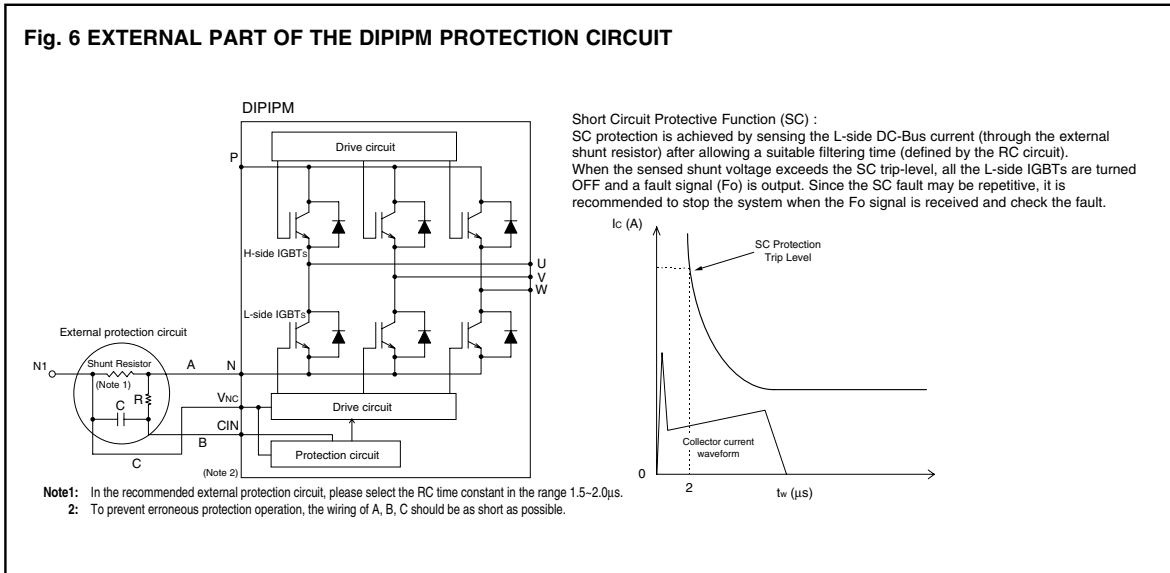 Fig. 6 EXTERNAL PART OF THE DIPIPM PROTECTION CIRCUIT
DIPIPM
Drive circuit
P
H-side IGBTs
U
V
W
L-side IGBTs
External protection circuit
N1
Shunt Resistor
A
N
(Note 1)
R
C
VNC
Drive circuit
CIN
B
C
Protection circuit
(Note 2)
Short Circuit Protective Function (SC) :
SC protection is achieved by sensing the L-side DC-Bus current (through the external
shunt resistor) after allowing a suitable filtering time (defined by the RC circuit).
When the sensed shunt voltage exceeds the SC trip-level, all the L-side IGBTs are turned
OFF and a fault signal (Fo) is output. Since the SC fault may be repetitive, it is
recommended to stop the system when the Fo signal is received and check the fault.
Ic (A)
SC Protection
Trip Level
Collector current
waveform
0
2
tw (μs)
Note1: In the recommended external protection circuit, please select the RC time constant in the range 1.5~2.0μs.
2: To prevent erroneous protection operation, the wiring of A, B, C should be as short as possible.